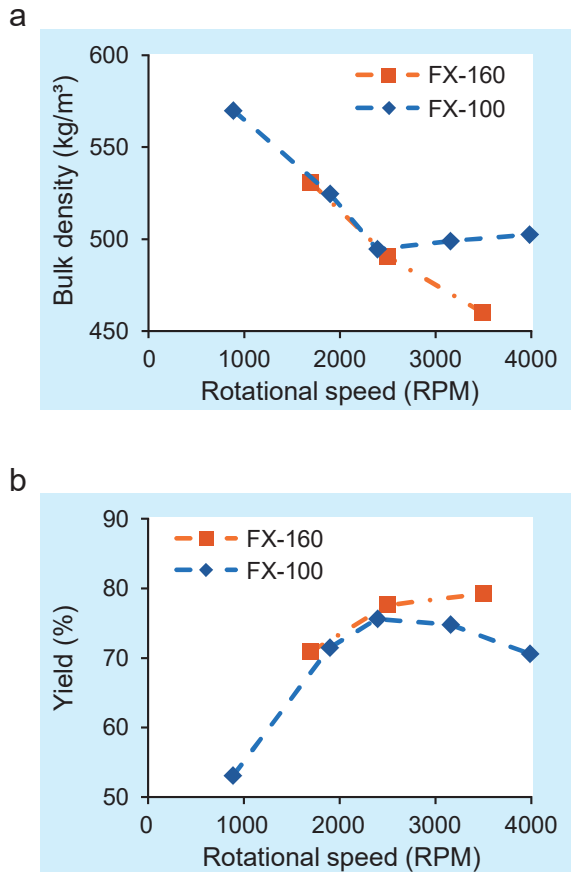 a
600
550
500
450
Bulk density (kg/m³)
FX-160
FX-100
0 1000 2000 3000 4000
Rotational speed (RPM)
b
90
80
70
60
50
Yield (%)
FX-160
FX-100
0 1000 2000 3000 4000
Rotational speed (RPM)